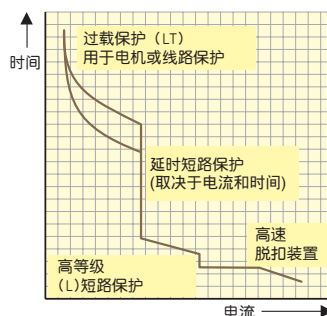 过载保护（LT）
用于电机或线路保护
时间
延时短路保护
(取决于电流和时间)
高速
脱扣装置
高等级
(L)短路保护
电流